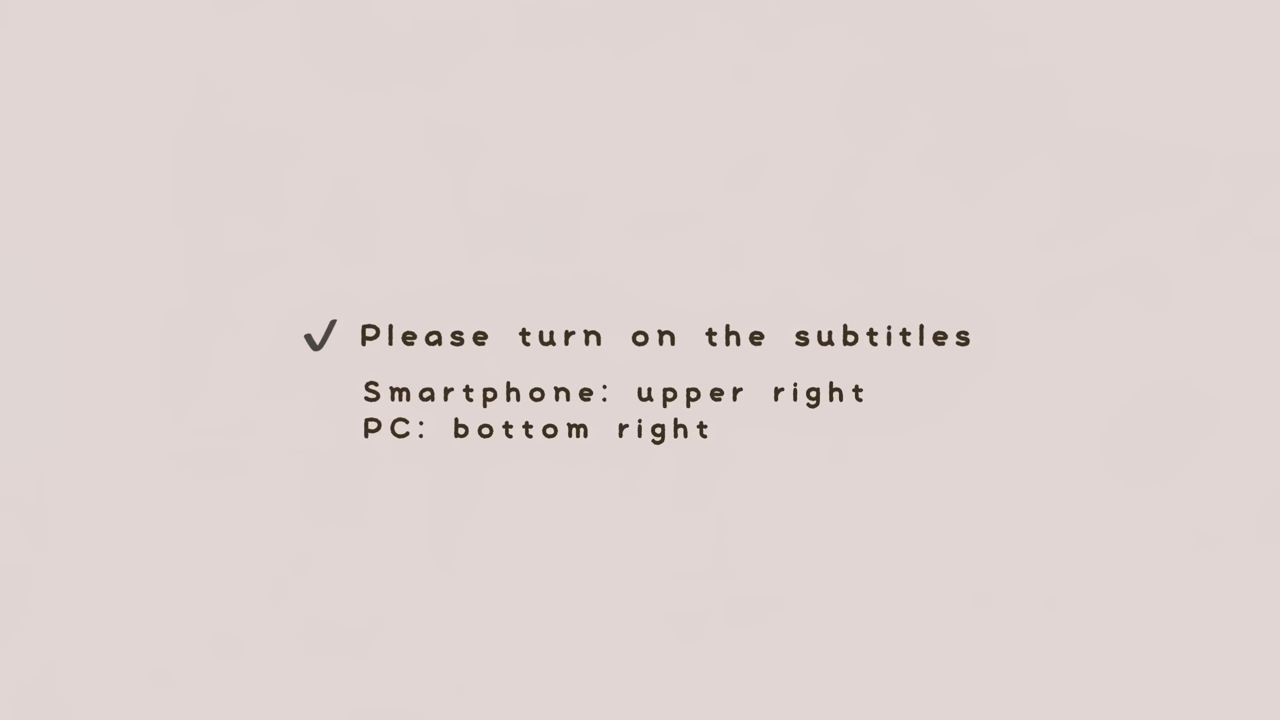 ✓ Please turn on the subtitles
Smartphone: upper right
PC: bottom right